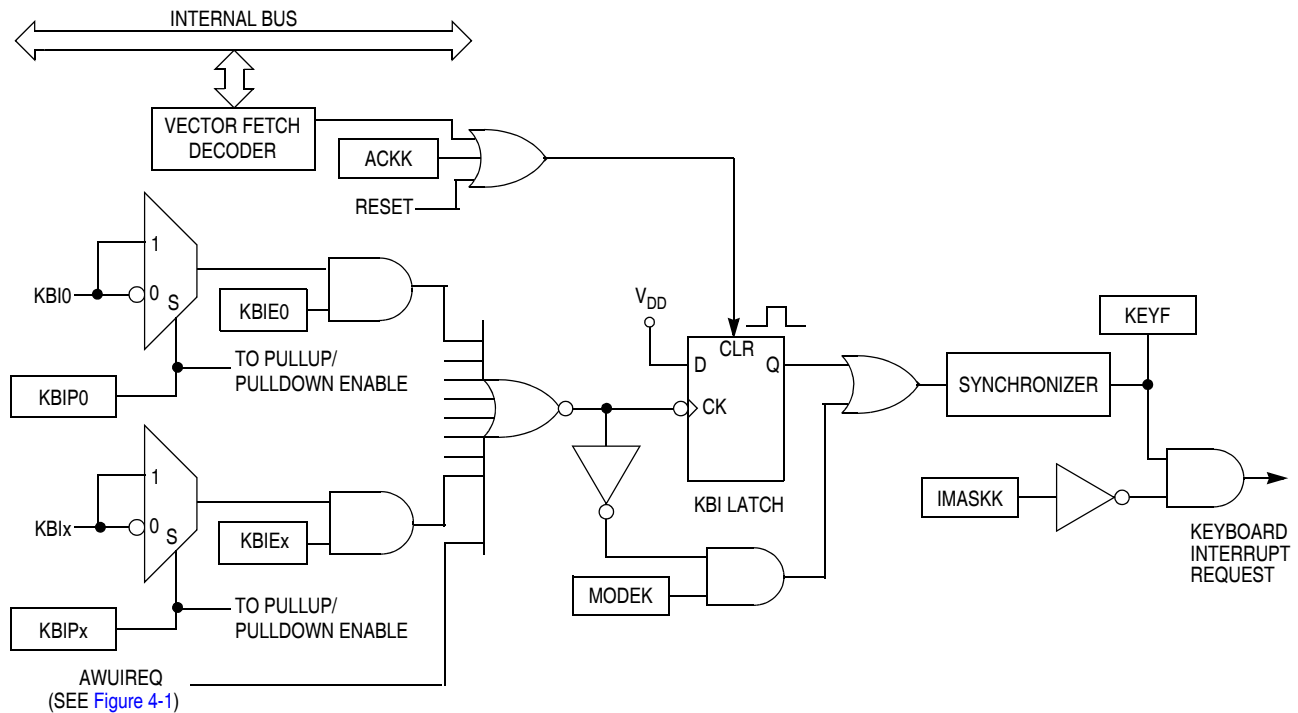 INTERNAL BUS
VECTOR FETCH
DECODER
ACKK
RESET
1
KBI0
0
S
KBIE0
TO PULLUP/
PULLDOWN ENABLE
KBIP0
VDD
CLR
D
Q
CK
KBI LATCH
KEYF
SYNCHRONIZER
1
KBIx
0
S
KBIEx
TO PULLUP/
PULLDOWN ENABLE
KBIPx
MODEK
IMASKK
KEYBOARD
INTERRUPT
REQUEST
AWUIREQ
(SEE Figure 4-1)